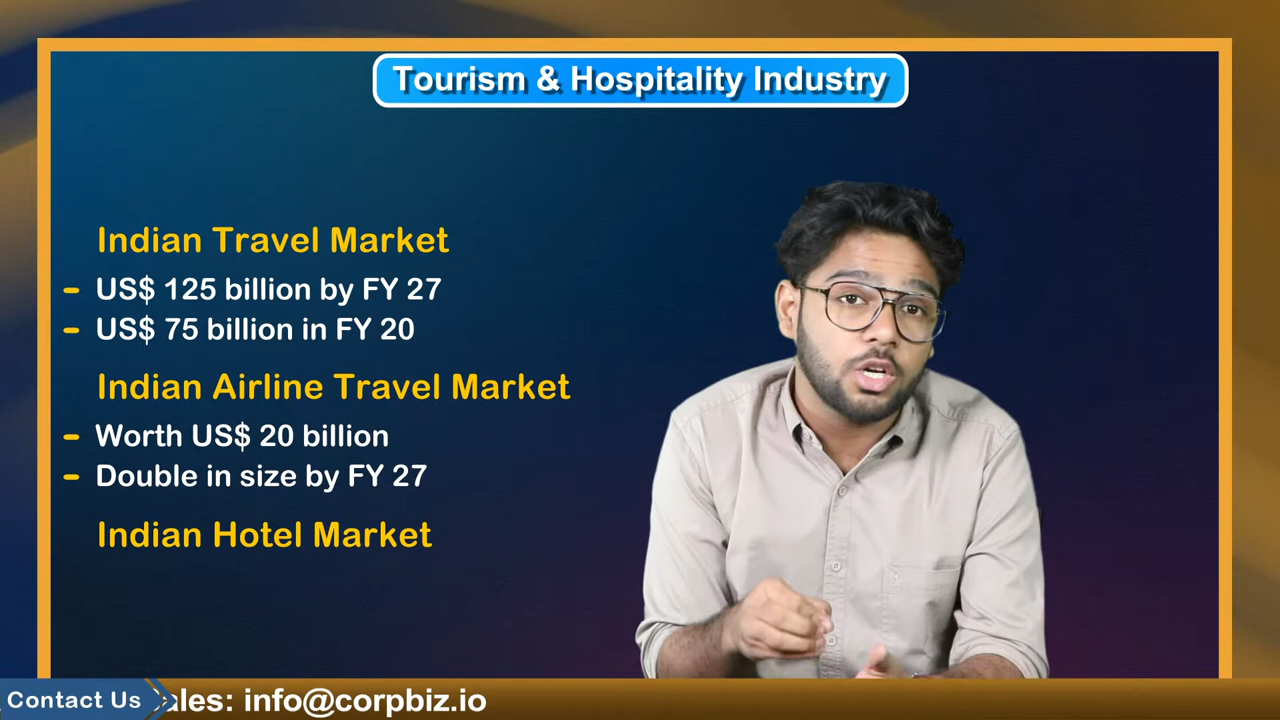 Tourism & Hospitality Industry
Indian Travel Market
- US$ 125 billion by FY 27
- US$ 75 billion in FY 20
Indian Airline Travel Market
- Worth US$ 20 billion
- Double in size by FY 27
Indian Hotel Market
Contact Us ales: info@corpbiz.io